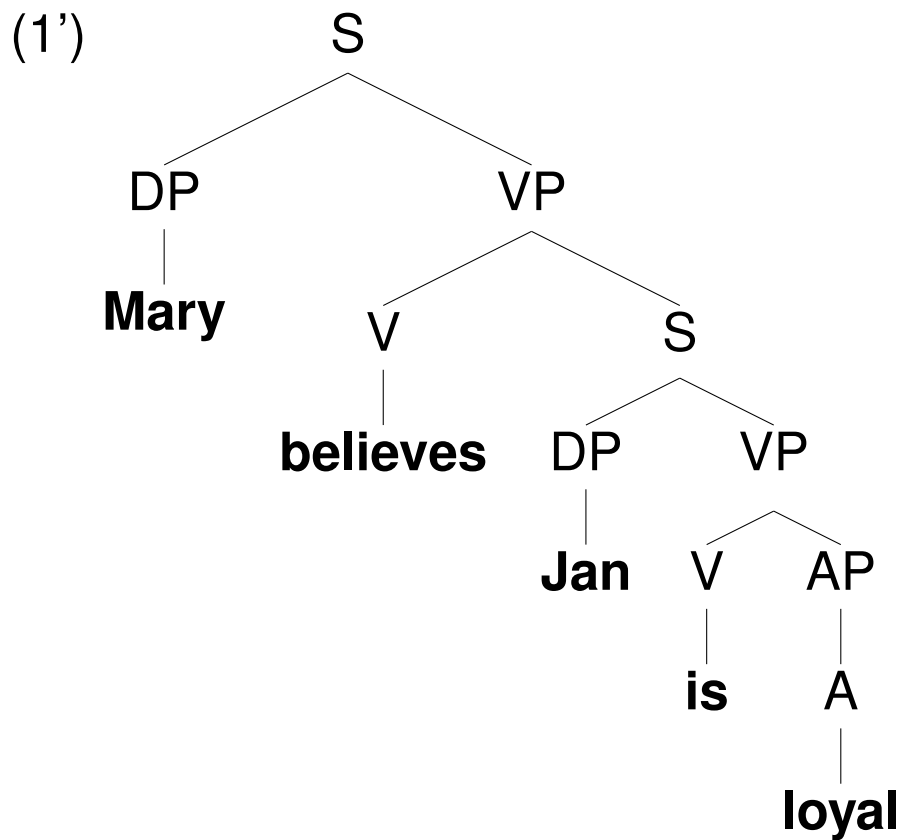 (1’) S
DP VP
Mary V S
believes DP VP
Jan V AP
is A
loyal